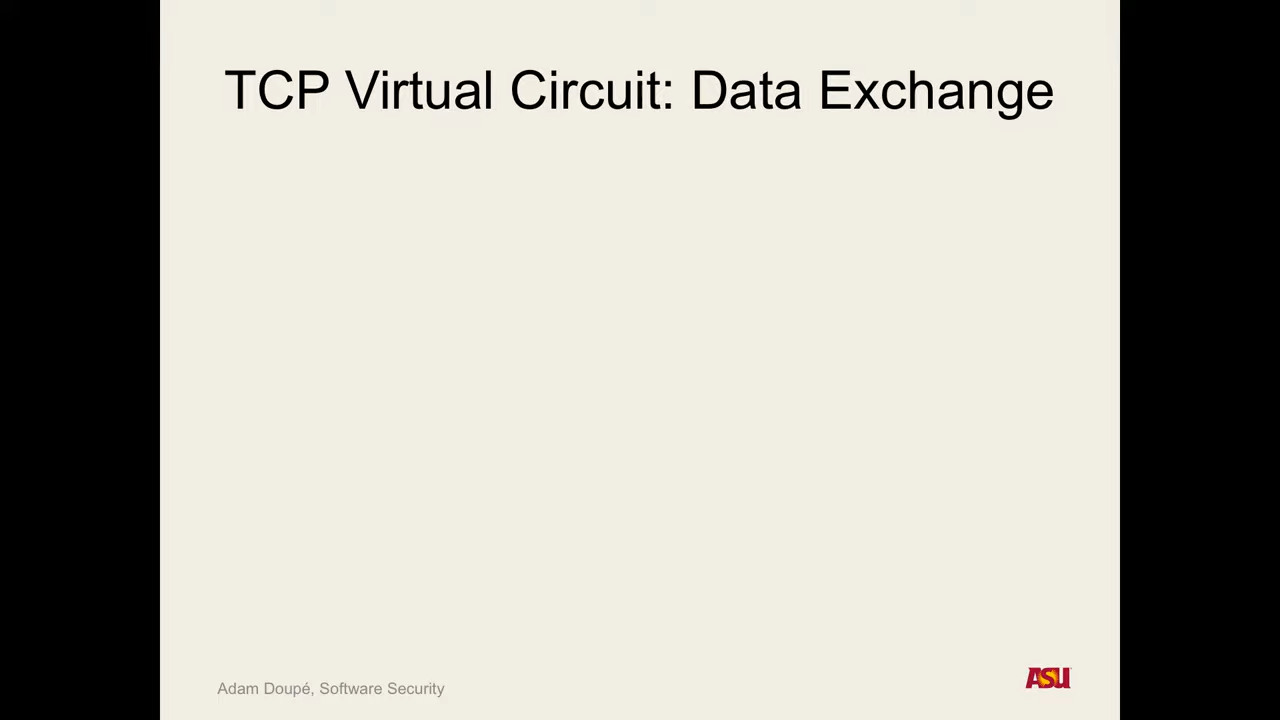 TCP Virtual Circuit: Data Exchange
Adam Doupé, Software Security
ASU